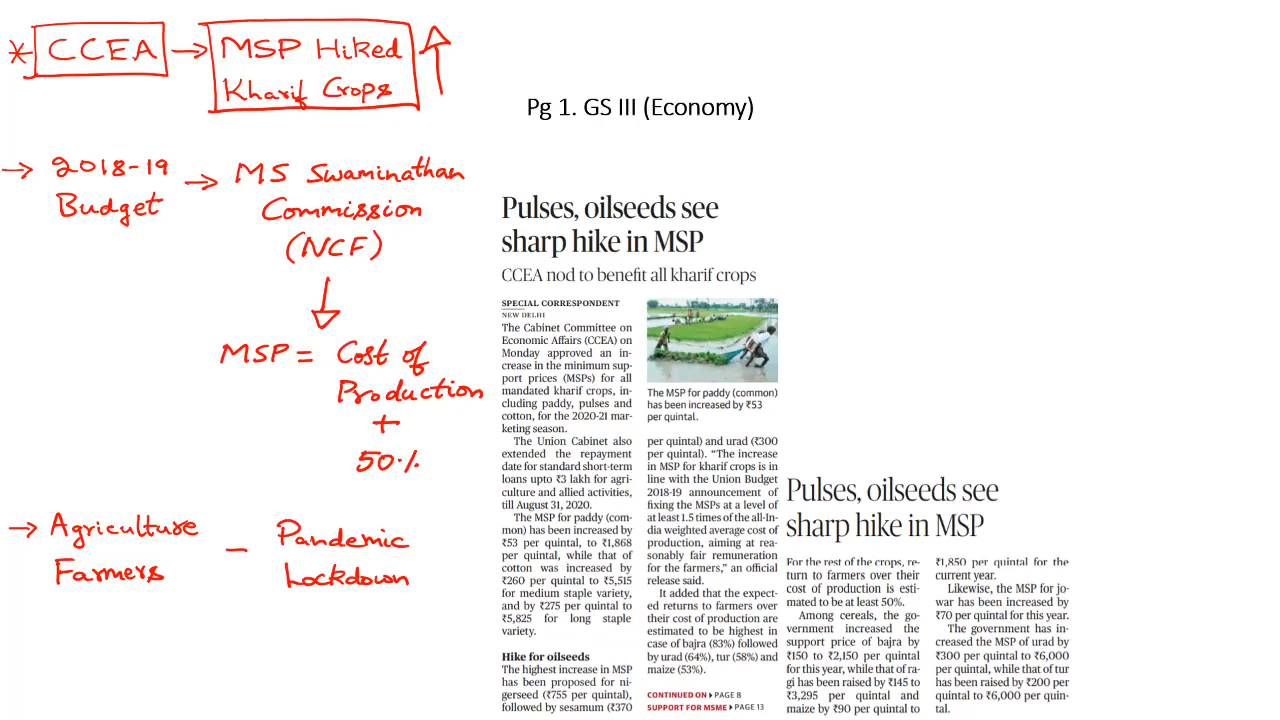 * CCEA → MSP Hiked
Kharif Crops ↑
→ 2018-19 → MS Swaminathan
Budget Commission
(NCF)
MSP = Cost of
Production
+
50%
→ Agriculture - Pandemic
Farmers Lockdown
Pg 1. GS III (Economy)
Pulses, oilseeds see
sharp hike in MSP
CCEA nod to benefit all kharif crops
SPECIAL CORRESPONDENT
NEW DELHI
The Cabinet Committee on
Economic Affairs (CCEA) on
Monday approved an in-
crease in the minimum sup-
port prices (MSPs) for all
mandated kharif crops, in-
cluding paddy, pulses and
cotton, for the 2020-21 mar-
keting season.
The Union Cabinet also
extended the repayment
date for standard short-term
loans upto ₹3 lakh for agri-
culture and allied activities,
till August 31, 2020.
The MSP for paddy (com-
mon) has been increased by
₹53 per quintal, to ₹1,868
per quintal, while that of
cotton was increased by
₹260 per quintal to ₹5,515
for medium staple variety,
and by ₹275 per quintal to
₹5,825 for long staple
variety.
Hike for oilseeds
The highest increase in MSP
has been proposed for ni-
gerseed (₹755 per quintal),
followed by sesamum (₹370
The MSP for paddy (common)
has been increased by ₹53
per quintal.
per quintal) and urad (₹300
per quintal). “The increase
in MSP for kharif crops is in
line with the Union Budget
2018-19 announcement of
fixing the MSPs at a level of
at least 1.5 times of the all-In-
dia weighted average cost of
production, aiming at rea-
sonably fair remuneration
for the farmers,” an official
release said.
It added that the expect-
ed returns to farmers over
their cost of production are
estimated to be highest in
case of bajra (83%) followed
by urad (64%), tur (58%) and
maize (53%).
CONTINUED ON ▸ PAGE 8
SUPPORT FOR MSME ▸ PAGE 13
Pulses, oilseeds see
sharp hike in MSP
For the rest of the crops, re-
turn to farmers over their
cost of production is esti-
mated to be at least 50%.
Among cereals, the go-
vernment increased the
support price of bajra by
₹150 to ₹2,150 per quintal
for this year, while that of ra-
gi has been raised by ₹145 to
₹3,295 per quintal and
maize by ₹90 per quintal to
₹1,850 per quintal for the
current year.
Likewise, the MSP for jo-
war has been increased by
₹70 per quintal for this year.
The government has in-
creased the MSP of urad by
₹300 per quintal to ₹6,000
per quintal, while that of tur
has been raised by ₹200 per
quintal to ₹6,000 per quin-
tal.